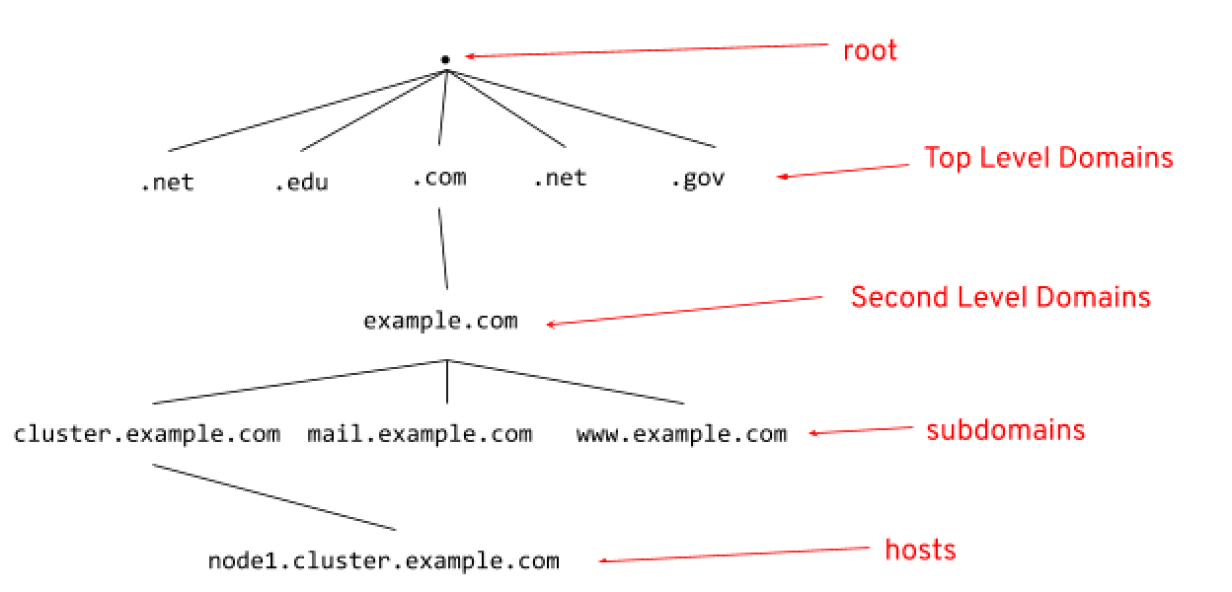 root
.net .edu .com .net .gov
Top Level Domains
example.com
Second Level Domains
cluster.example.com mail.example.com www.example.com
subdomains
node1.cluster.example.com
hosts